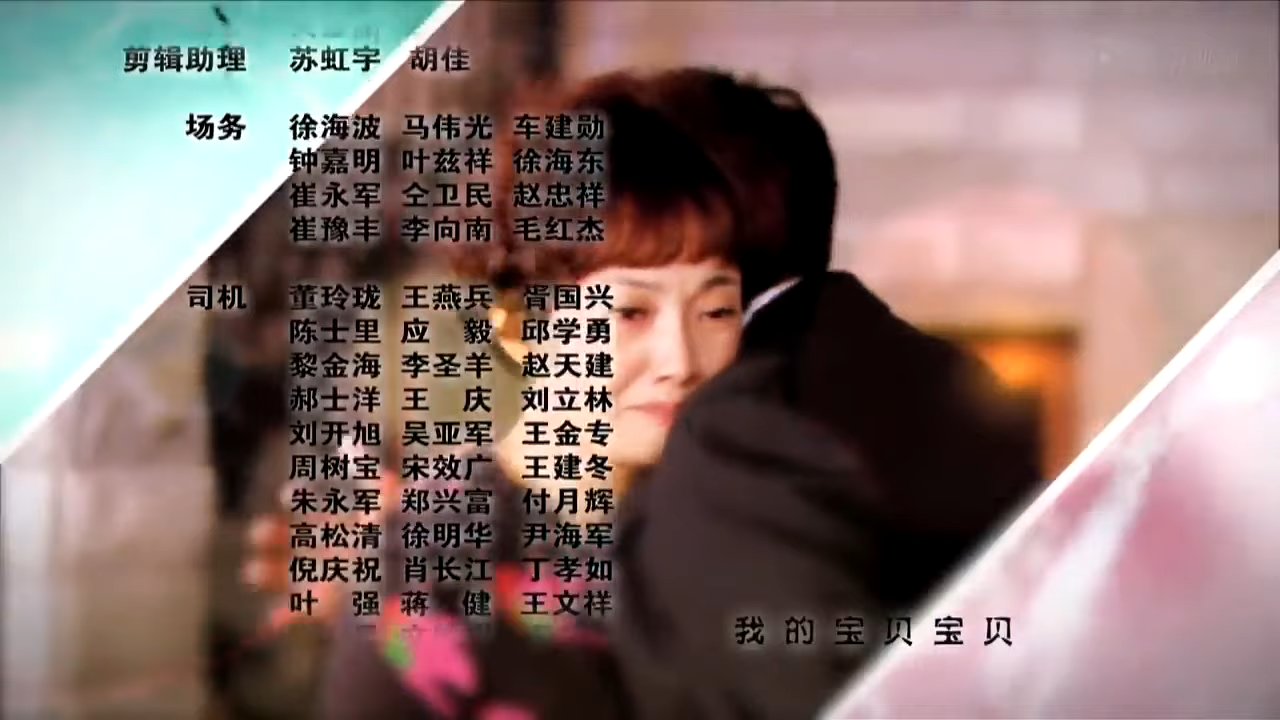 剪辑助理 苏虹宇 胡佳
场务 徐海波 马伟光 车建勋
钟嘉明 叶兹祥 徐海东
崔永军 仝卫民 赵忠祥
崔豫丰 李向南 毛红杰
司机 董玲珑 王燕兵 胥国兴
陈士里 应 毅 邱学勇
黎金海 李圣羊 赵天建
郝士洋 王 庆 刘立林
刘开旭 吴亚军 王金专
周树宝 宋效广 王建冬
朱永军 郑兴富 付月辉
高松清 徐明华 尹海军
倪庆祝 肖长江 丁孝如
叶 强 蒋 健 王文祥
我的宝贝宝贝